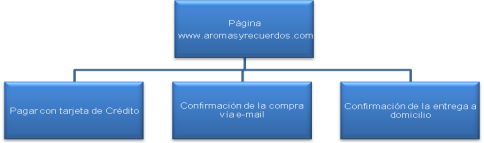 Página
www.aromasyrecuerdos.com
Pagar con tarjeta de Crédito
Confirmación de la compra
vía e-mail
Confirmación de la entrega a
domicilio